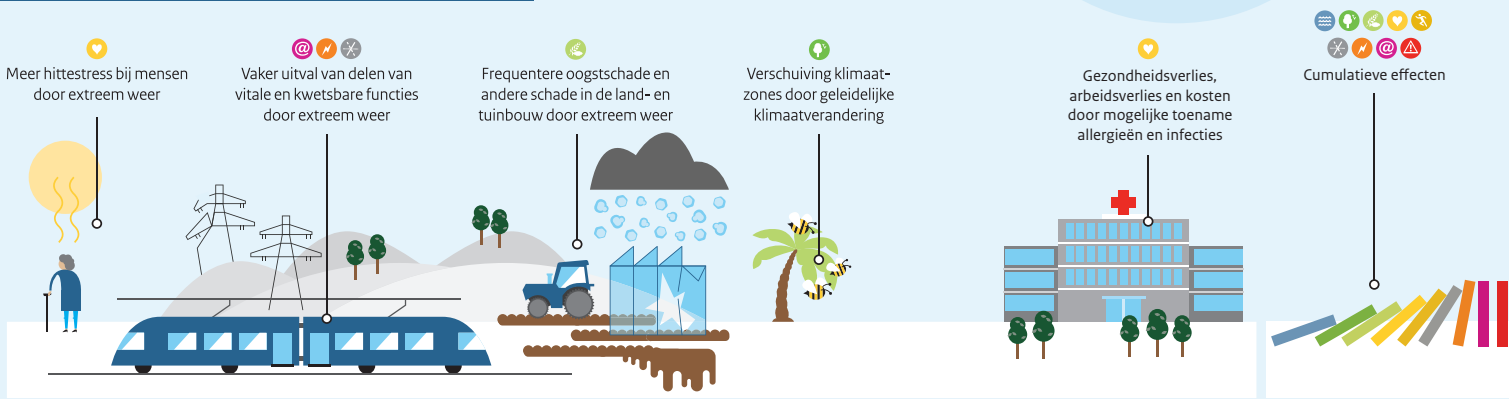 Meer hittestress bij mensen
door extreem weer
@
Vaker uitval van delen van
vitale en kwetsbare functies
door extreem weer
Frequentere oogstschade en
andere schade in de land- en
tuinbouw door extreem weer
Verschuiving klimaat-
zones door geleidelijke
klimaatverandering
Gezondheidsverlies,
arbeidsverlies en kosten
door mogelijke toename
allergieën en infecties
@
Cumulatieve effecten